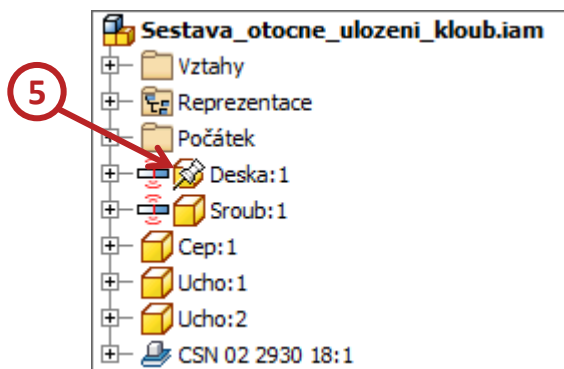 Sestava_otocne_ulozeni_kloub.iam
Vztahy
5
Reprezentace
Počátek
Deska:1
Sroub:1
Cep:1
Ucho:1
Ucho:2
CSN 02 2930 18:1